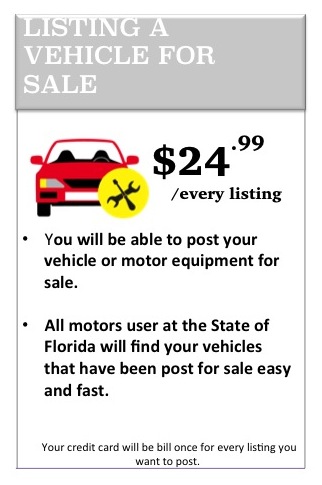 LISTING A
VEHICLE FOR
SALE
$24.99
/every listing
• You will be able to post your
vehicle or motor equipment for
sale.
• All motors user at the State of
Florida will find your vehicles
that have been post for sale easy
and fast.
Your credit card will be bill once for every listing you
want to post.